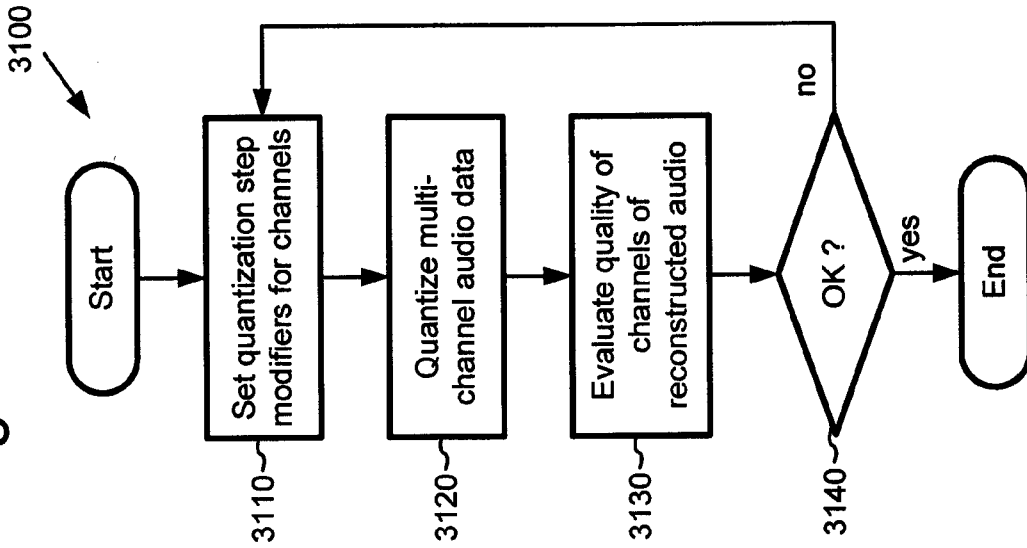 3100
Start
Set quantization step
modifiers for channels
3110
Quantize multi-
channel audio data
3120
Evaluate quality of
channels of
reconstructed audio
3130
OK ?
3140
no
yes
End